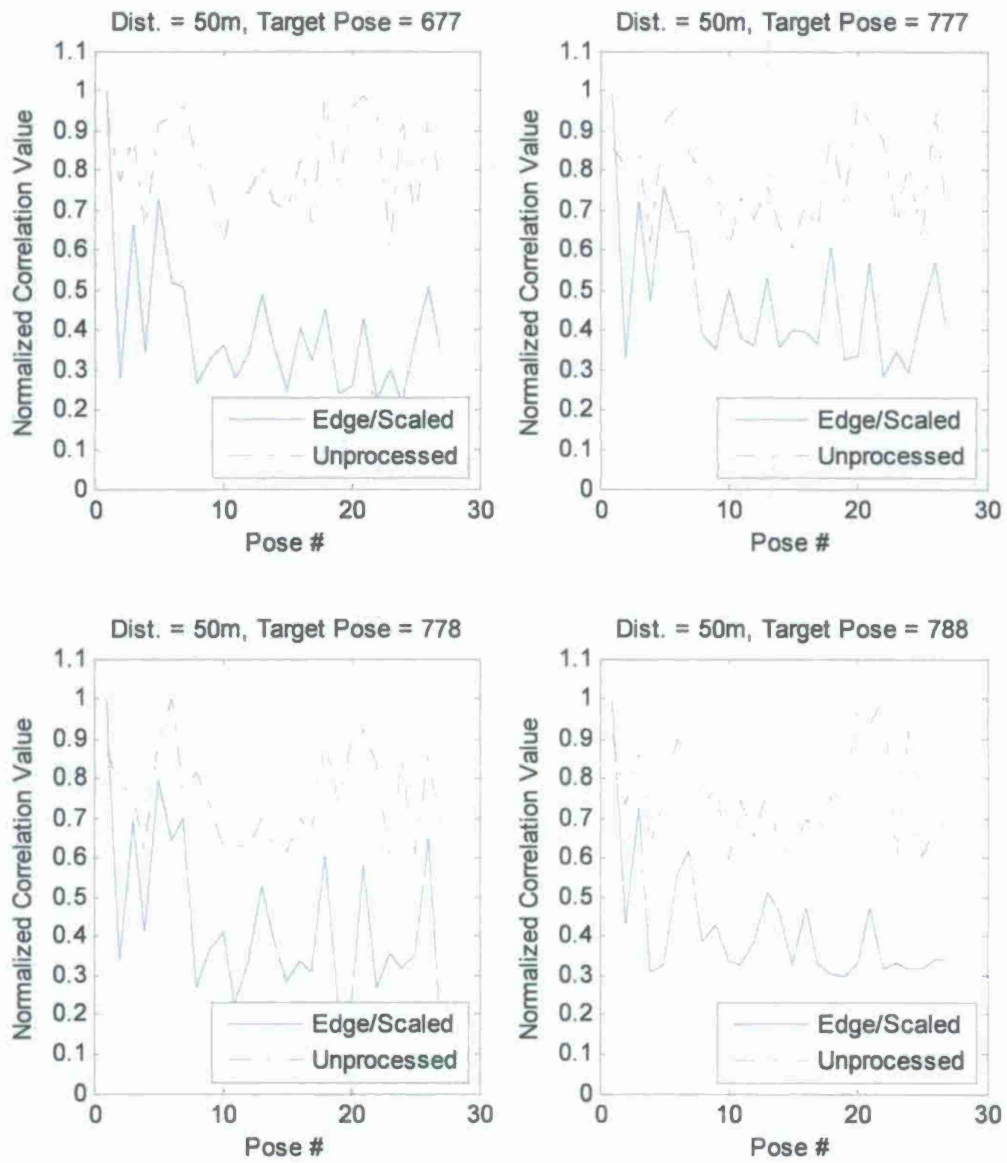 Dist. = 50m, Target Pose = 677
Normalized Correlation Value
1.1
1
0.9
0.8
0.7
0.6
0.5
0.4
0.3
0.2
0.1
0
Edge/Scaled
Unprocessed
0 10 20 30
Pose #
Dist. = 50m, Target Pose = 777
Normalized Correlation Value
1.1
1
0.9
0.8
0.7
0.6
0.5
0.4
0.3
0.2
0.1
0
Edge/Scaled
Unprocessed
0 10 20 30
Pose #
Dist. = 50m, Target Pose = 778
Normalized Correlation Value
1.1
1
0.9
0.8
0.7
0.6
0.5
0.4
0.3
0.2
0.1
0
Edge/Scaled
Unprocessed
0 10 20 30
Pose #
Dist. = 50m, Target Pose = 788
Normalized Correlation Value
1.1
1
0.9
0.8
0.7
0.6
0.5
0.4
0.3
0.2
0.1
0
Edge/Scaled
Unprocessed
0 10 20 30
Pose #